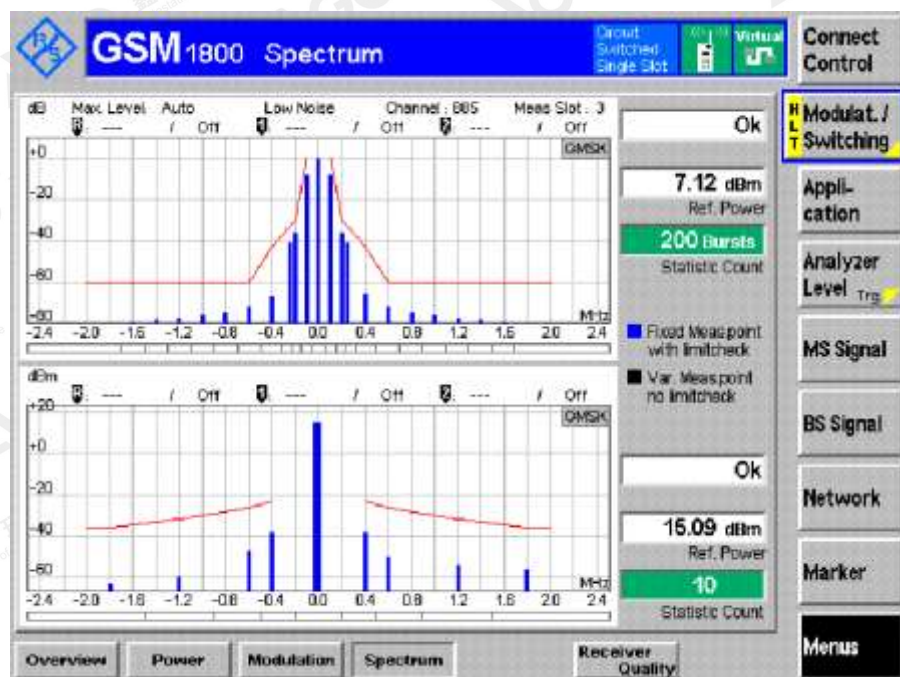 R&S GSM 1800 Spectrum
Circuit Switched Single Slot
Virtual
Connect Control
dB Max. Level Auto Low Noise Channel : 885 Meas Slot : 3
--- / Off --- / Off --- / Off
GMSK
+0
-20
-40
-60
-80
MHz
-2.4 -2.0 -1.6 -1.2 -0.8 -0.4 0.0 0.4 0.8 1.2 1.6 2.0 2.4
Ok
7.12 dBm
Ref. Power
200 Bursts
Statistic Count
Fixed Meas point
with limitcheck
Var. Meas point
no limitcheck
dBm
--- / Off --- / Off --- / Off
GMSK
+20
+0
-20
-40
-60
MHz
-2.4 -2.0 -1.6 -1.2 -0.8 -0.4 0.0 0.4 0.8 1.2 1.6 2.0 2.4
Ok
15.09 dBm
Ref. Power
10
Statistic Count
HLT
Modulat. /
Switching
Appli-
cation
Analyzer
Level Trg
MS Signal
BS Signal
Network
Marker
Menus
Overview Power Modulation Spectrum Receiver Quality